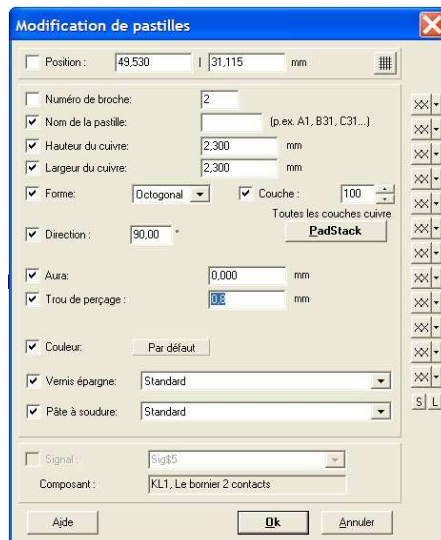 Modification de pastilles
Position : 49,530 | 31,115 mm
Numéro de broche: 2
Nom de la pastille: (p.ex. A1, B31, C31...)
Hauteur du cuivre: 2,300 mm
Largeur du cuivre: 2,300 mm
Forme: Octogonal Couche : 100
Toutes les couches cuivre
Direction : 90,00 ° PadStack
Aura: 0,000 mm
Trou de perçage : 0,8 mm
Couleur: Par défaut
Vernis épargne: Standard
Pâte à soudure: Standard
S L
Signal : Sig$5
Composant : KL1, Le bornier 2 contacts
Aide Ok Annuler